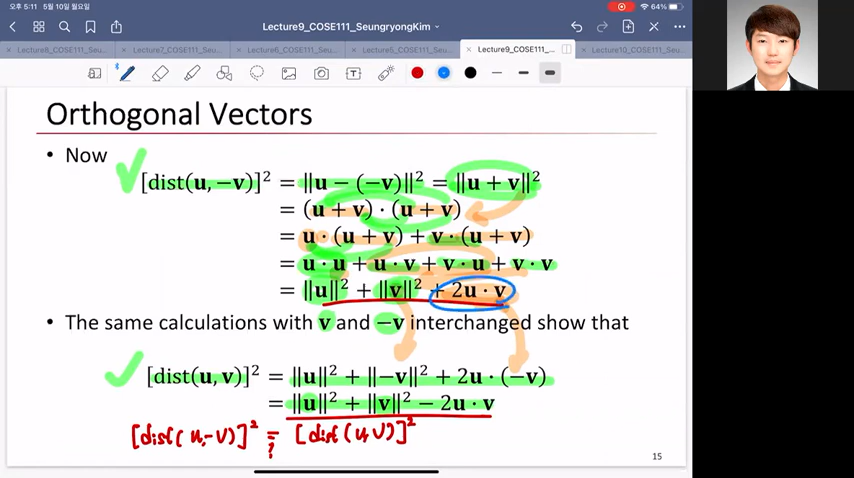 오후 5:11 5월 10일 월요일
64%
Lecture9_COSE111_SeungryongKim
Lecture8_COSE111_Seu...
Lecture7_COSE111_Seu...
Lecture6_COSE111_Seu...
Lecture5_COSE111_Seu...
Lecture9_COSE111_...
Lecture10_COSE111_Seu...
Orthogonal Vectors
• Now
[dist(u, −v)]² = ‖u − (−v)‖² = ‖u + v‖²
= (u + v) · (u + v)
= u · (u + v) + v · (u + v)
= u · u + u · v + v · u + v · v
= ‖u‖² + ‖v‖² + 2u · v
• The same calculations with v and −v interchanged show that
[dist(u, v)]² = ‖u‖² + ‖−v‖² + 2u · (−v)
= ‖u‖² + ‖v‖² − 2u · v
[dist(u,-v)]² = [dist(u,v)]²
?
15